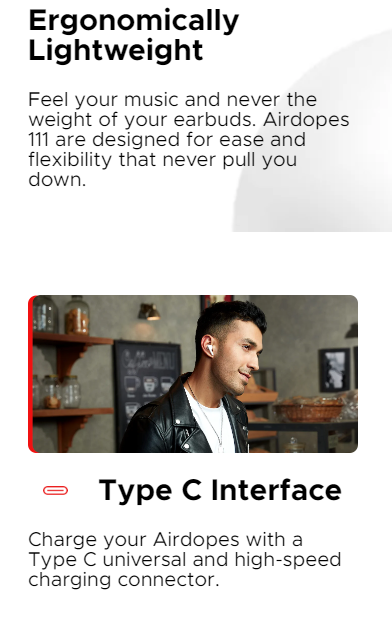 Ergonomically
Lightweight
Feel your music and never the
weight of your earbuds. Airdopes
111 are designed for ease and
flexibility that never pull you
down.
Type C Interface
Charge your Airdopes with a
Type C universal and high-speed
charging connector.